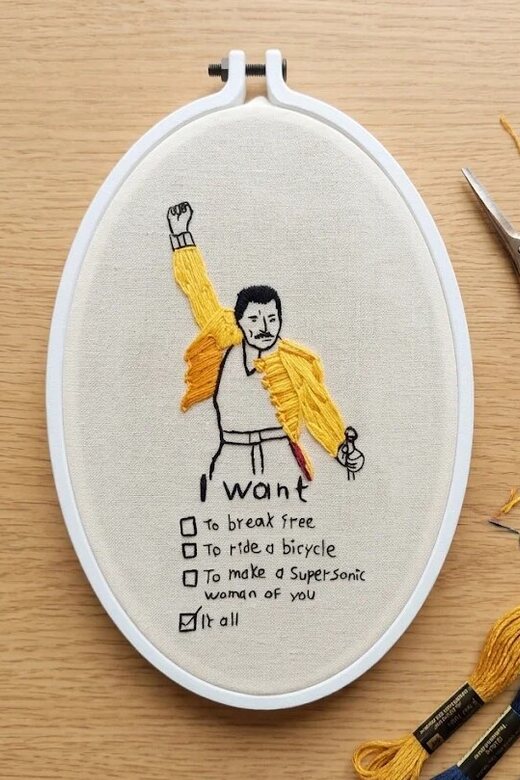 I want
To break free
To ride a bicycle
To make a Supersonic
woman of you
It all